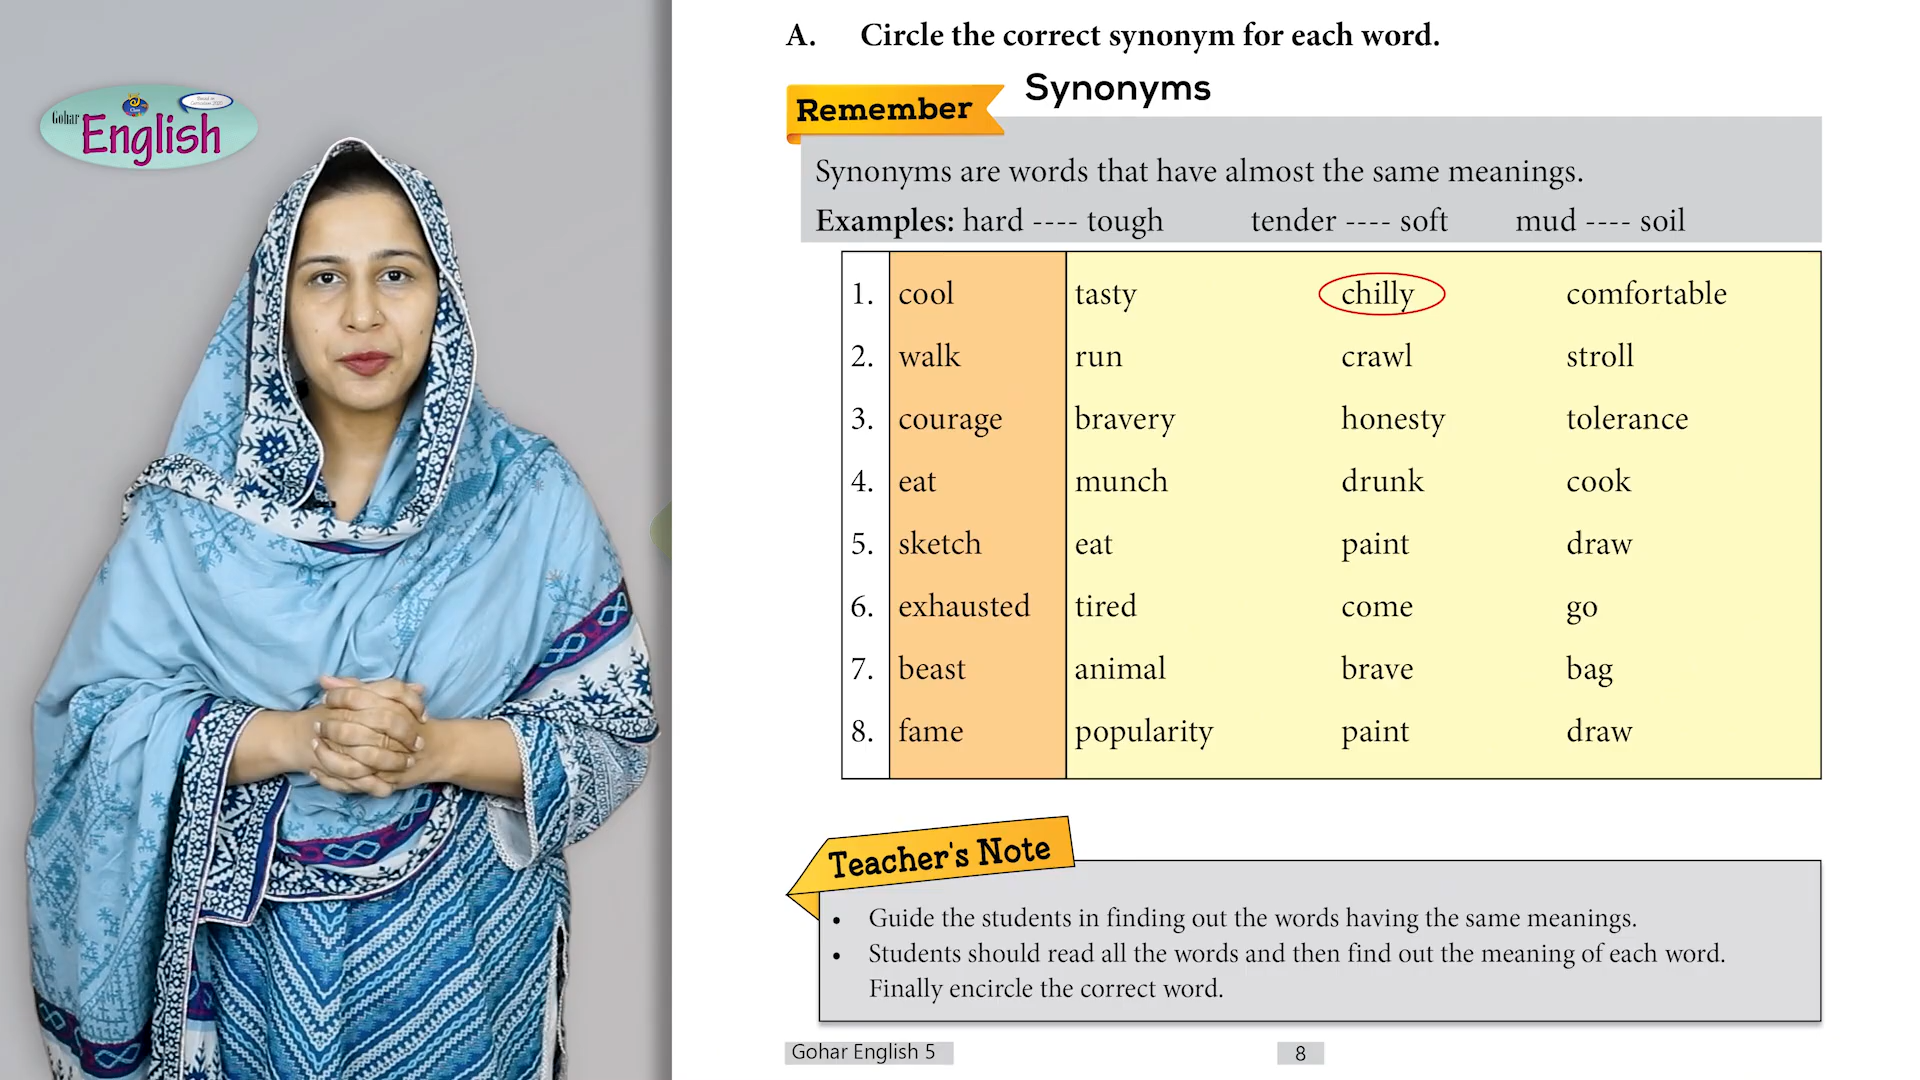 Gohar
English
A. Circle the correct synonym for each word.
Remember
Synonyms
Synonyms are words that have almost the same meanings.
Examples: hard ---- tough tender ---- soft mud ---- soil
1. cool tasty chilly comfortable
2. walk run crawl stroll
3. courage bravery honesty tolerance
4. eat munch drunk cook
5. sketch eat paint draw
6. exhausted tired come go
7. beast animal brave bag
8. fame popularity paint draw
Teacher's Note
• Guide the students in finding out the words having the same meanings.
• Students should read all the words and then find out the meaning of each word.
Finally encircle the correct word.
Gohar English 5 8